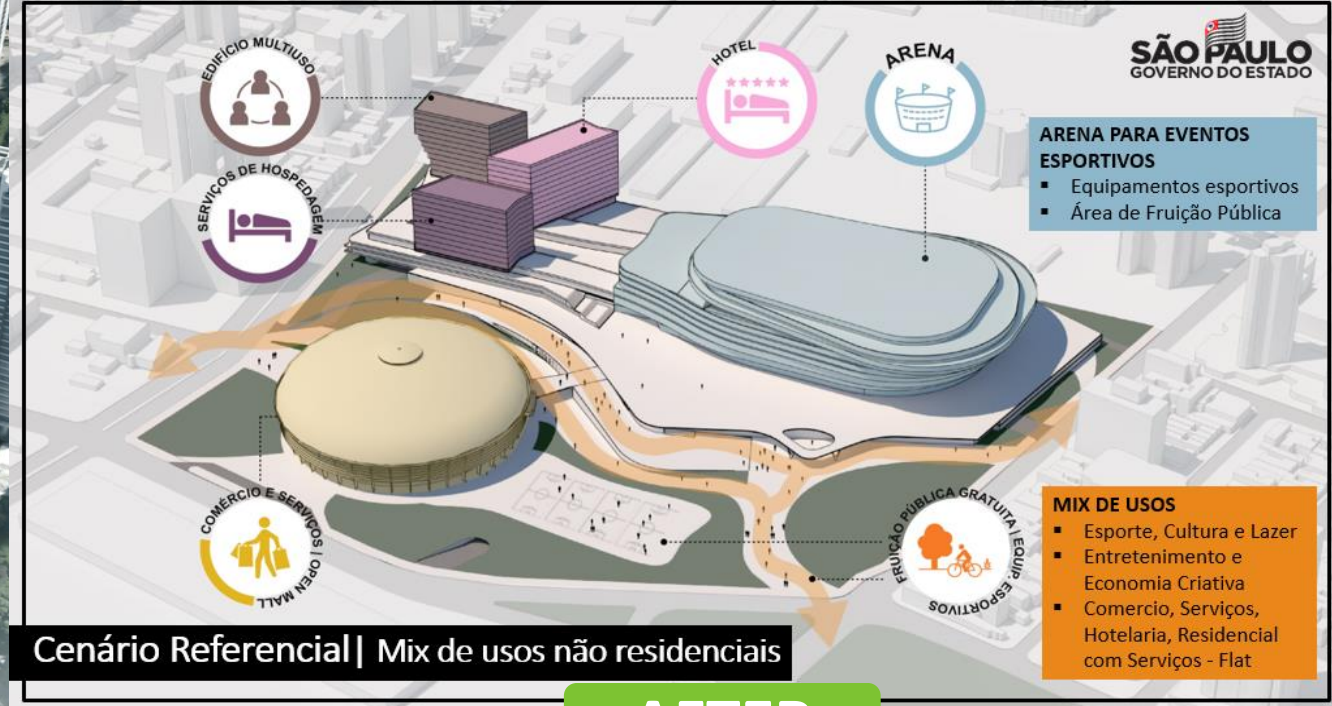 EDIFÍCIO MULTIUSO
HOTEL
ARENA
SÃO PAULO
GOVERNO DO ESTADO
SERVIÇOS DE HOSPEDAGEM
ARENA PARA EVENTOS
ESPORTIVOS
▪ Equipamentos esportivos
▪ Área de Fruição Pública
COMÉRCIO E SERVIÇOS | OPEN MALL
FRUIÇÃO PÚBLICA GRATUITA | EQUIP. ESPORTIVOS
MIX DE USOS
▪ Esporte, Cultura e Lazer
▪ Entretenimento e
Economia Criativa
▪ Comercio, Serviços,
Hotelaria, Residencial
com Serviços - Flat
Cenário Referencial| Mix de usos não residenciais